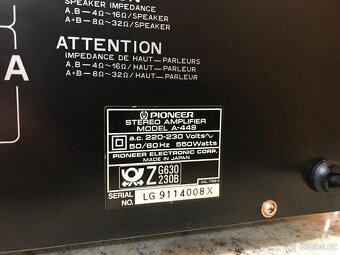 SPEAKER IMPEDANCE
A,B—4Ω~16Ω/SPEAKER
A+B—8Ω~32Ω/SPEAKER
ATTENTION
IMPEDANCE DE HAUT-PARLEURS
A,B—4Ω~16Ω/HAUT-PARLEUR
A+B—8Ω~32Ω/HAUT-PARLEUR
A
PIONEER
STEREO AMPLIFIER
MODEL A-449
a.c. 220-230 Volts~
50/60Hz 550Watts
PIONEER ELECTRONIC CORP.
MADE IN JAPAN
Z G630
230B
SERIAL
NO. LG 9114008X